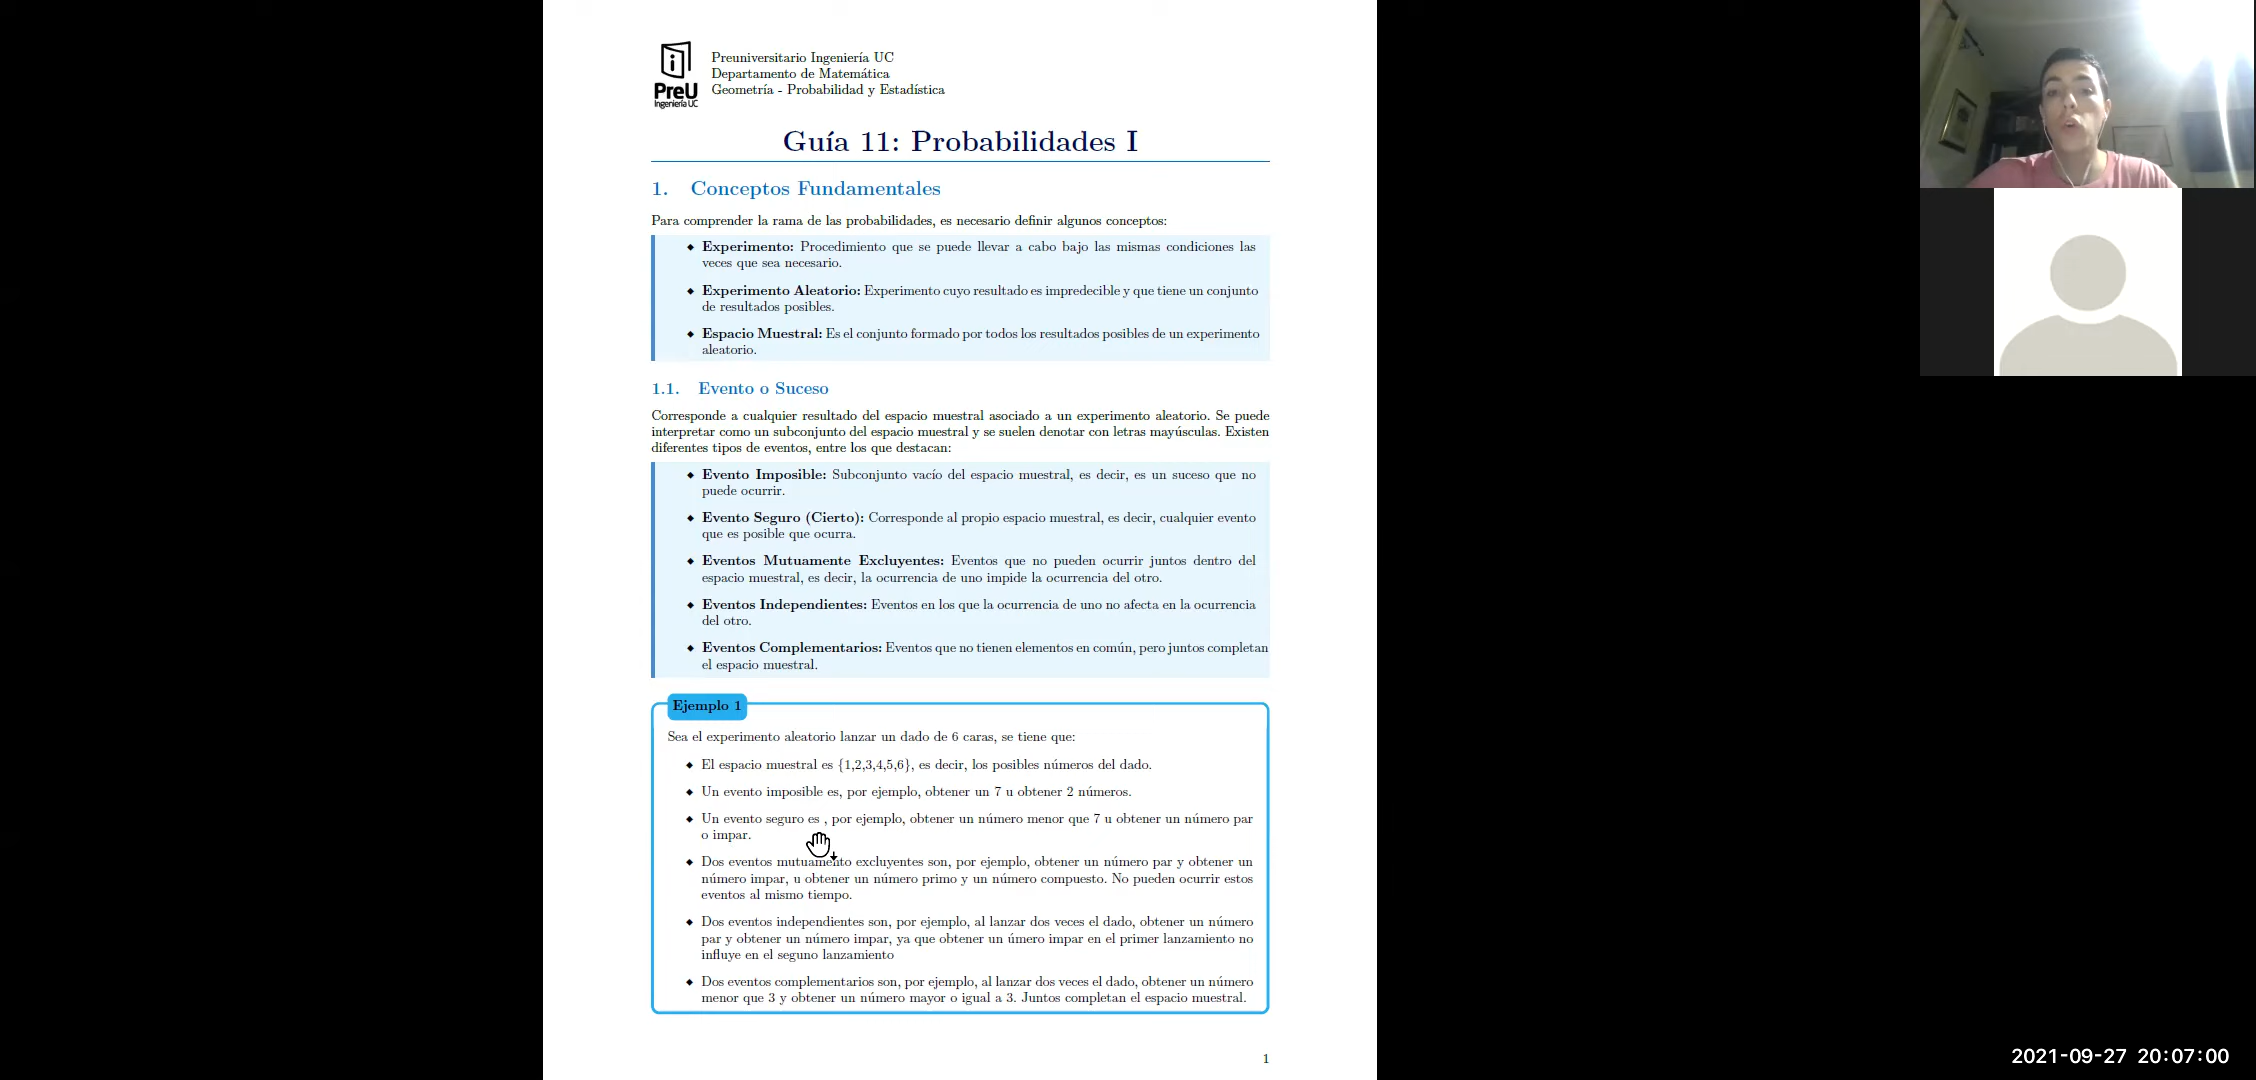 PreU
Ingeniería UC
Preuniversitario Ingeniería UC
Departamento de Matemática
Geometría - Probabilidad y Estadística
Guía 11: Probabilidades I
1. Conceptos Fundamentales
Para comprender la rama de las probabilidades, es necesario definir algunos conceptos:
◆ Experimento: Procedimiento que se puede llevar a cabo bajo las mismas condiciones las
veces que sea necesario.
◆ Experimento Aleatorio: Experimento cuyo resultado es impredecible y que tiene un conjunto
de resultados posibles.
◆ Espacio Muestral: Es el conjunto formado por todos los resultados posibles de un experimento
aleatorio.
1.1. Evento o Suceso
Corresponde a cualquier resultado del espacio muestral asociado a un experimento aleatorio. Se puede
interpretar como un subconjunto del espacio muestral y se suelen denotar con letras mayúsculas. Existen
diferentes tipos de eventos, entre los que destacan:
◆ Evento Imposible: Subconjunto vacío del espacio muestral, es decir, es un suceso que no
puede ocurrir.
◆ Evento Seguro (Cierto): Corresponde al propio espacio muestral, es decir, cualquier evento
que es posible que ocurra.
◆ Eventos Mutuamente Excluyentes: Eventos que no pueden ocurrir juntos dentro del
espacio muestral, es decir, la ocurrencia de uno impide la ocurrencia del otro.
◆ Eventos Independientes: Eventos en los que la ocurrencia de uno no afecta en la ocurrencia
del otro.
◆ Eventos Complementarios: Eventos que no tienen elementos en común, pero juntos completan
el espacio muestral.
Ejemplo 1
Sea el experimento aleatorio lanzar un dado de 6 caras, se tiene que:
◆ El espacio muestral es {1,2,3,4,5,6}, es decir, los posibles números del dado.
◆ Un evento imposible es, por ejemplo, obtener un 7 u obtener 2 números.
◆ Un evento seguro es , por ejemplo, obtener un número menor que 7 u obtener un número par
o impar.
◆ Dos eventos mutuamento excluyentes son, por ejemplo, obtener un número par y obtener un
número impar, u obtener un número primo y un número compuesto. No pueden ocurrir estos
eventos al mismo tiempo.
◆ Dos eventos independientes son, por ejemplo, al lanzar dos veces el dado, obtener un número
par y obtener un número impar, ya que obtener un úmero impar en el primer lanzamiento no
influye en el seguno lanzamiento
◆ Dos eventos complementarios son, por ejemplo, al lanzar dos veces el dado, obtener un número
menor que 3 y obtener un número mayor o igual a 3. Juntos completan el espacio muestral.
1
2021-09-27 20:07:00